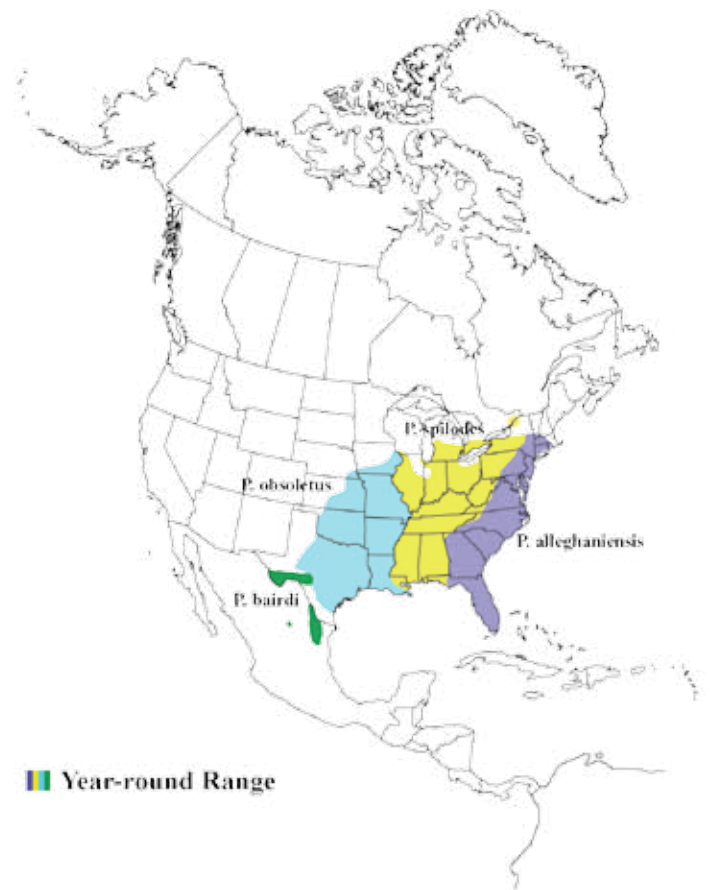 P. spilodes
P. obsoletus
P. alleghaniensis
P. bairdi
Year-round Range